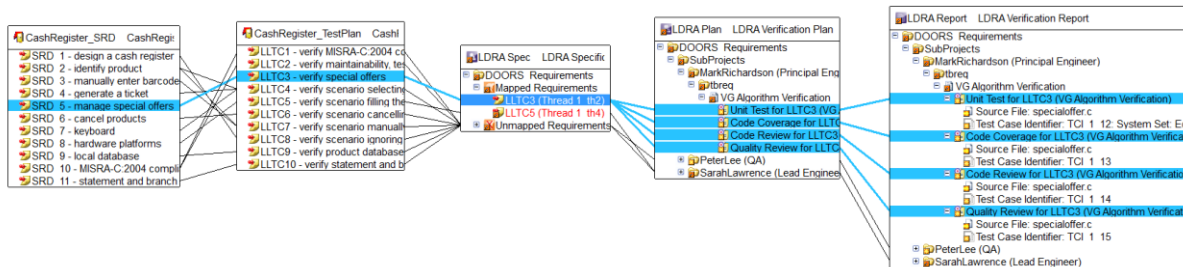 CashRegister_SRD CashRegis
SRD 1 - design a cash register
SRD 2 - identify product
SRD 3 - manually enter barcode
SRD 4 - generate a ticket
SRD 5 - manage special offers
SRD 6 - cancel products
SRD 7 - keyboard
SRD 8 - hardware platforms
SRD 9 - local database
SRD 10 - MISRA-C:2004 compli
SRD 11 - statement and branch
CashRegister_TestPlan CashI
LLTC1 - verify MISRA-C:2004 co
LLTC2 - verify maintainability, tes
LLTC3 - verify special offers
LLTC4 - verify scenario selecting
LLTC5 - verify scenario filling the
LLTC6 - verify scenario cancellin
LLTC7 - verify scenario manuall
LLTC8 - verify scenario ignoring
LLTC9 - verify product database
LLTC10 - verify statement and b
LDRA Spec LDRA Specific
DOORS Requirements
Mapped Requirements
LLTC3 (Thread 1 th2)
LLTC5 (Thread 1 th4)
Unmapped Requirements
LDRA Plan LDRA Verification Plan
DOORS Requirements
SubProjects
MarkRichardson (Principal Eng
tbreq
VG Algorithm Verification
Unit Test for LLTC3 (VG
Code Coverage for LLTC
Code Review for LLTC3
Quality Review for LLTC
PeterLee (QA)
SarahLawrence (Lead Enginee
LDRA Report LDRA Verification Report
DOORS Requirements
SubProjects
MarkRichardson (Principal Engineer)
tbreq
VG Algorithm Verification
Unit Test for LLTC3 (VG Algorithm Verification)
Source File: specialoffer.c
Test Case Identifier: TCI 1 12: System Set: Ec
Code Coverage for LLTC3 (VG Algorithm Verification
Source File: specialoffer.c
Test Case Identifier: TCI 1 13
Code Review for LLTC3 (VG Algorithm Verification
Source File: specialoffer.c
Test Case Identifier: TCI 1 14
Quality Review for LLTC3 (VG Algorithm Verificat
Source File: specialoffer.c
Test Case Identifier: TCI 1 15
PeterLee (QA)
SarahLawrence (Lead Engineer)